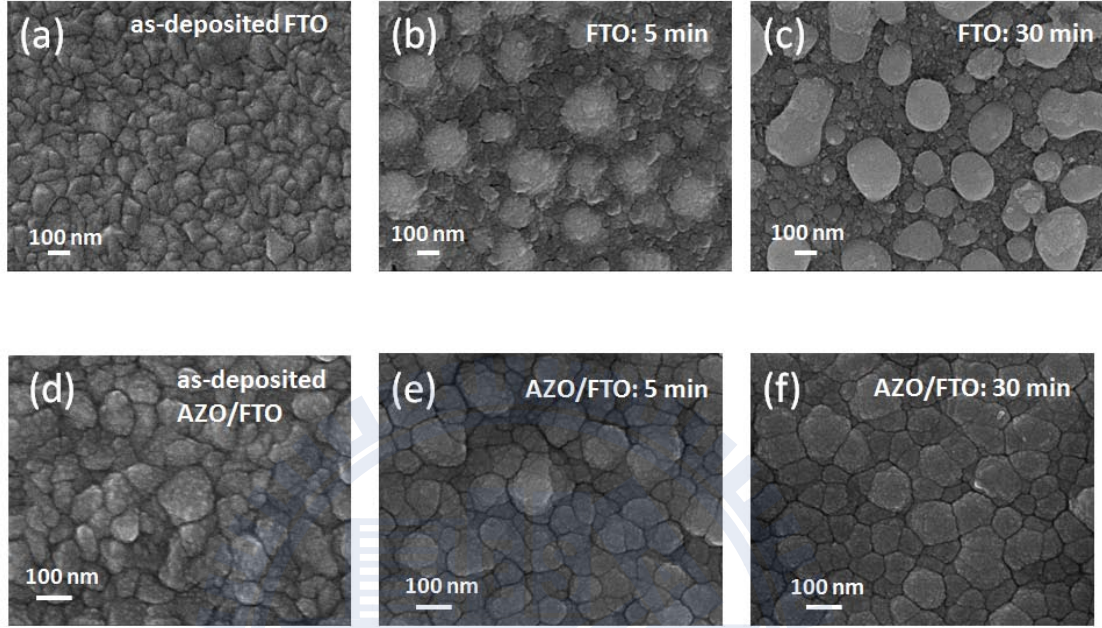 (a) as-deposited FTO
100 nm
(b) FTO: 5 min
100 nm
(c) FTO: 30 min
100 nm
(d) as-deposited
AZO/FTO
100 nm
(e) AZO/FTO: 5 min
100 nm
(f) AZO/FTO: 30 min
100 nm